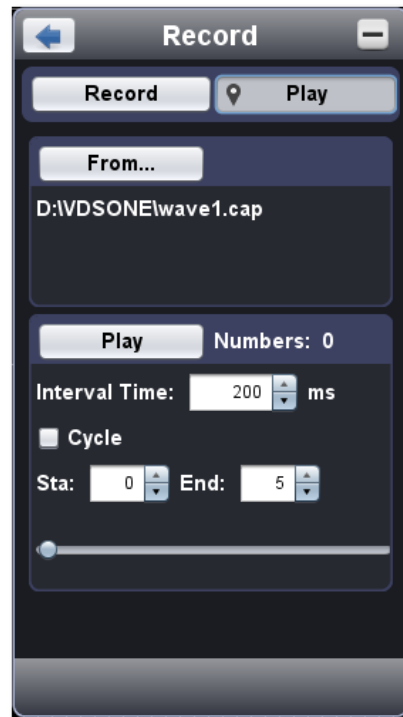 Record
Record Play
From...
D:\VDSONE\wave1.cap
Play Numbers: 0
Interval Time: 200 ms
Cycle
Sta: 0 End: 5